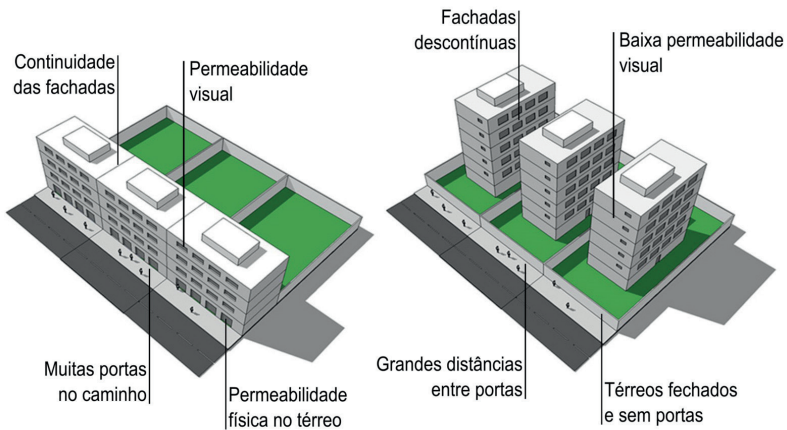 Continuidade
das fachadas
Permeabilidade
visual
Muitas portas
no caminho
Permeabilidade
física no térreo
Fachadas
descontínuas
Baixa permeabilidade
visual
Grandes distâncias
entre portas
Térreos fechados
e sem portas